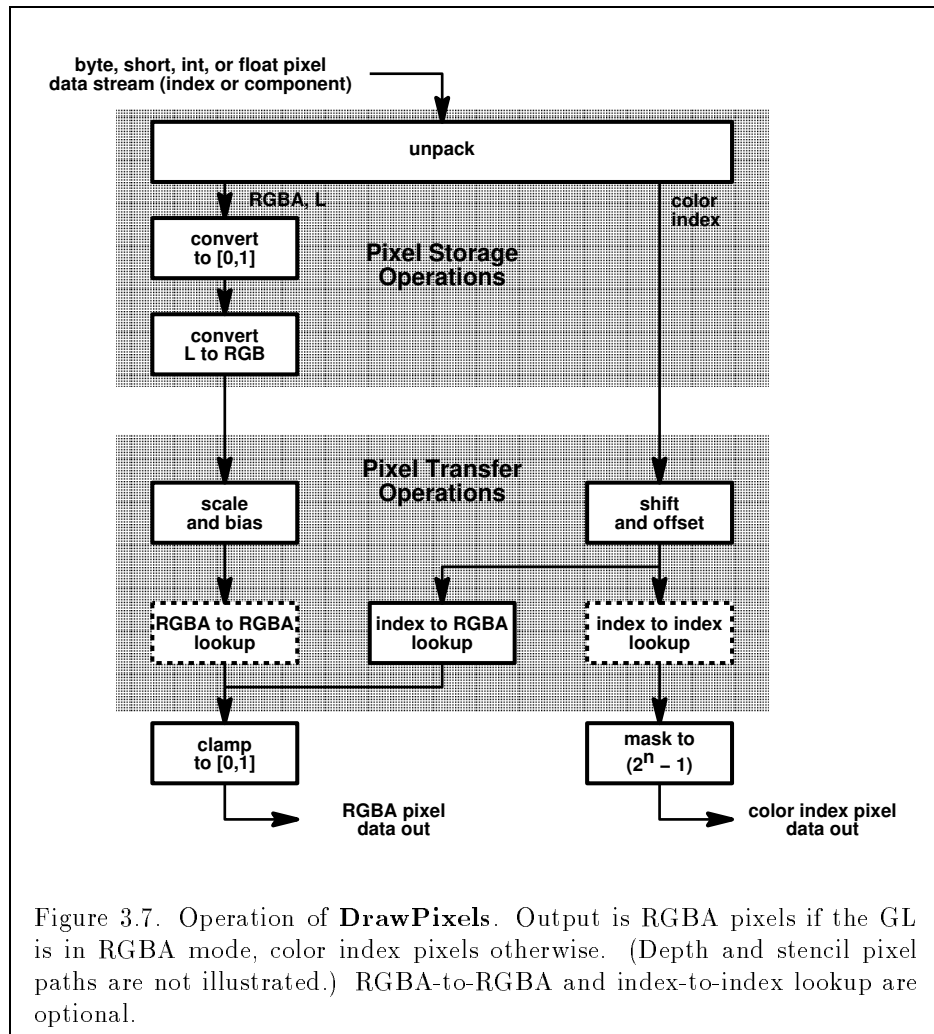 byte, short, int, or float pixel
data stream (index or component)
unpack
RGBA, L
color
index
convert
to [0,1]
Pixel Storage
Operations
convert
L to RGB
Pixel Transfer
Operations
scale
and bias
shift
and offset
RGBA to RGBA
lookup
index to RGBA
lookup
index to index
lookup
clamp
to [0,1]
mask to
(2^n − 1)
RGBA pixel
data out
color index pixel
data out
Figure 3.7. Operation of DrawPixels. Output is RGBA pixels if the GL
is in RGBA mode, color index pixels otherwise. (Depth and stencil pixel
paths are not illustrated.) RGBA-to-RGBA and index-to-index lookup are
optional.